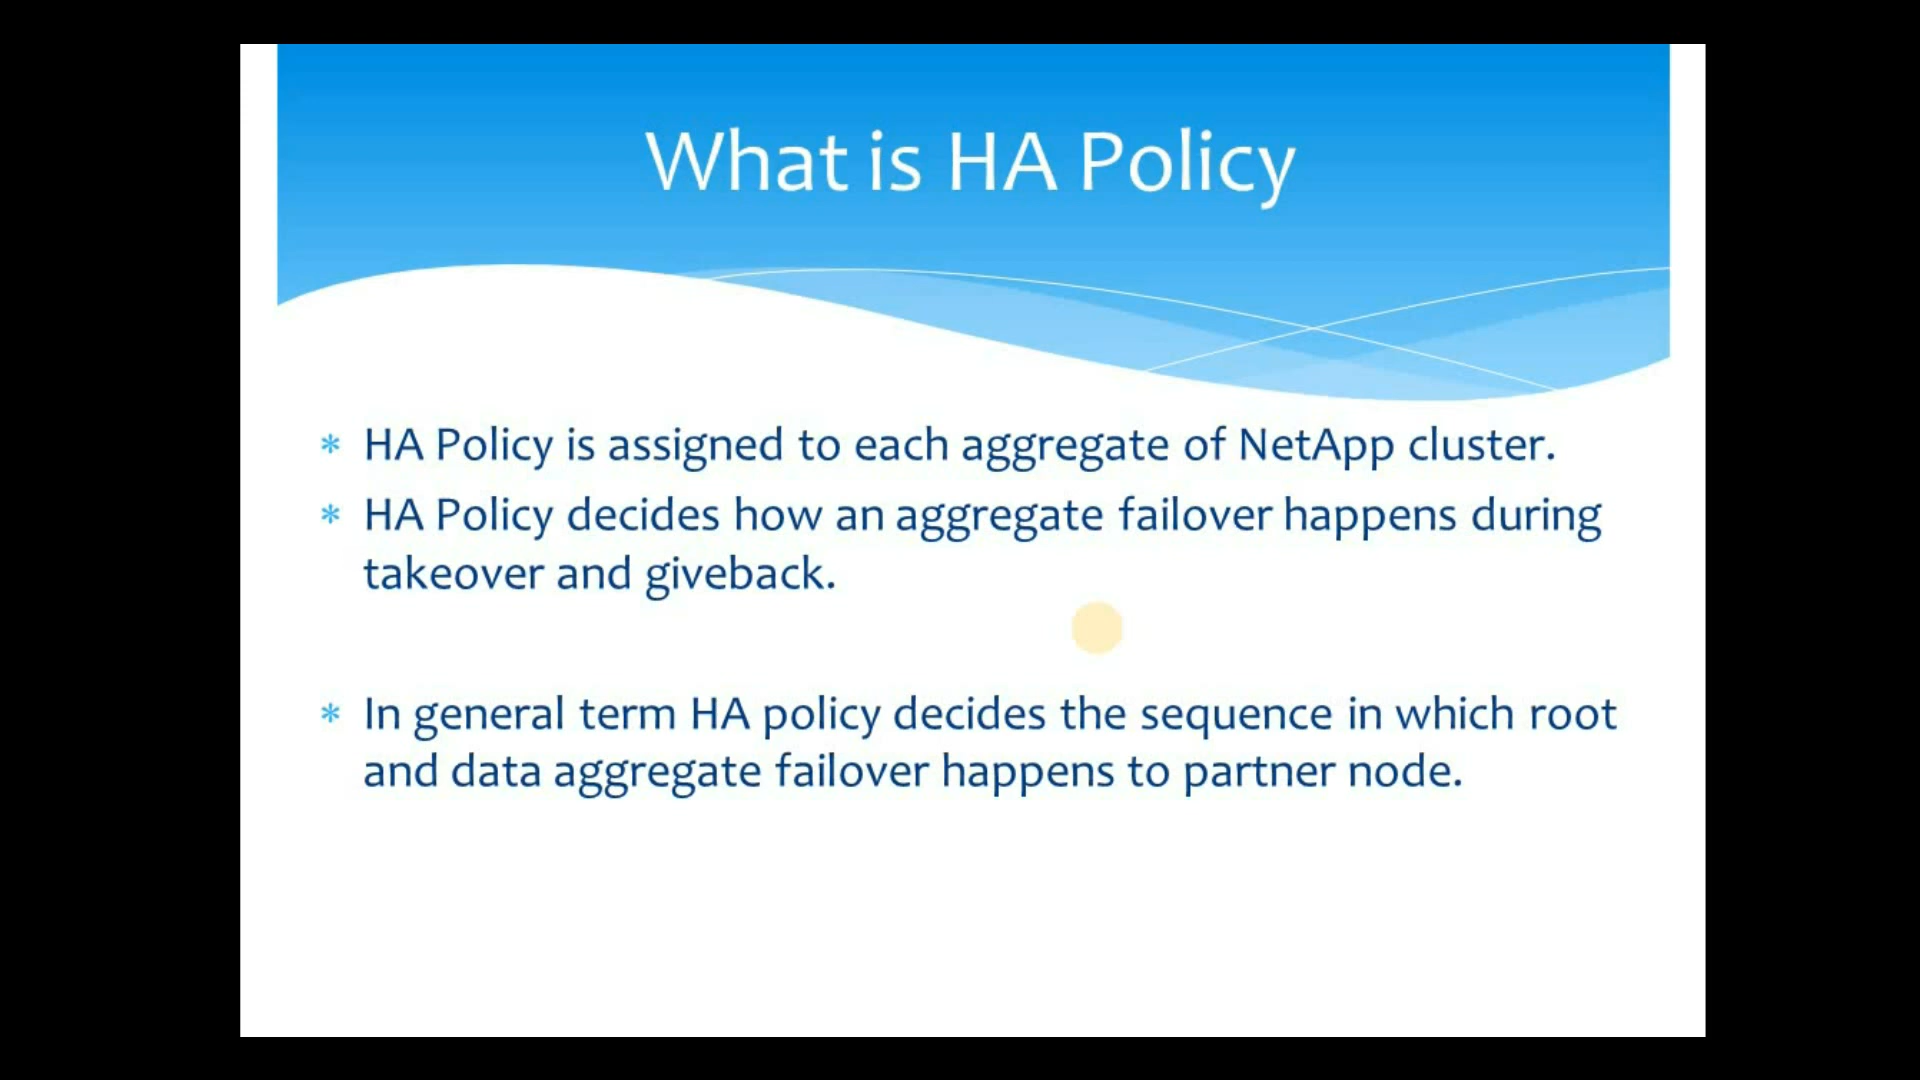 What is HA Policy
* HA Policy is assigned to each aggregate of NetApp cluster.
* HA Policy decides how an aggregate failover happens during
takeover and giveback.
* In general term HA policy decides the sequence in which root
and data aggregate failover happens to partner node.